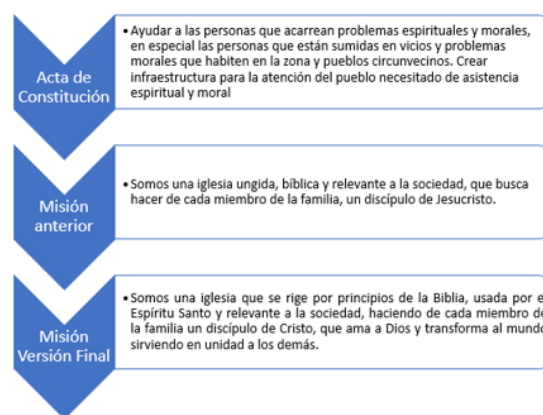 Acta de
Constitución
• Ayudar a las personas que acarrean problemas espirituales y morales,
en especial las personas que están sumidas en vicios y problemas
morales que habiten en la zona y pueblos circunvecinos. Crear
infraestructura para la atención del pueblo necesitado de asistencia
espiritual y moral
Misión
anterior
• Somos una iglesia ungida, bíblica y relevante a la sociedad, que busca
hacer de cada miembro de la familia, un discípulo de Jesucristo.
Misión
Versión Final
• Somos una iglesia que se rige por principios de la Biblia, usada por e
Espíritu Santo y relevante a la sociedad, haciendo de cada miembro de
la familia un discípulo de Cristo, que ama a Dios y transforma al mundo
sirviendo en unidad a los demás.